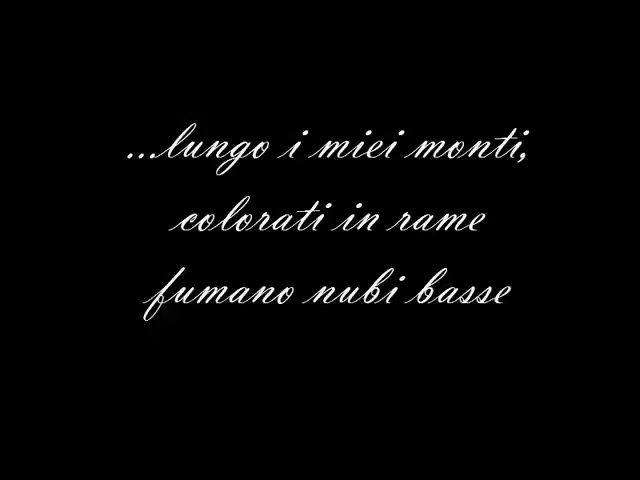 ...lungo i miei monti,
colorati in rame
fumano nubi basse